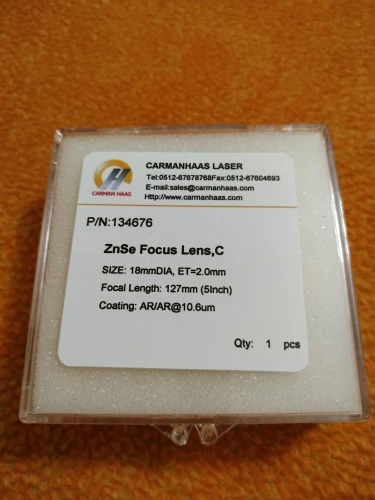 CARMAN HAAS
CARMANHAAS LASER
Tel:0512-67678768Fax:0512-67604693
E-mail:sales@carmanhaas.com
Http://www.carmanhaas.com
P/N:134676
ZnSe Focus Lens,C
SIZE: 18mmDIA, ET=2.0mm
Focal Length: 127mm (5Inch)
Coating: AR/AR@10.6um
Qty: 1 pcs